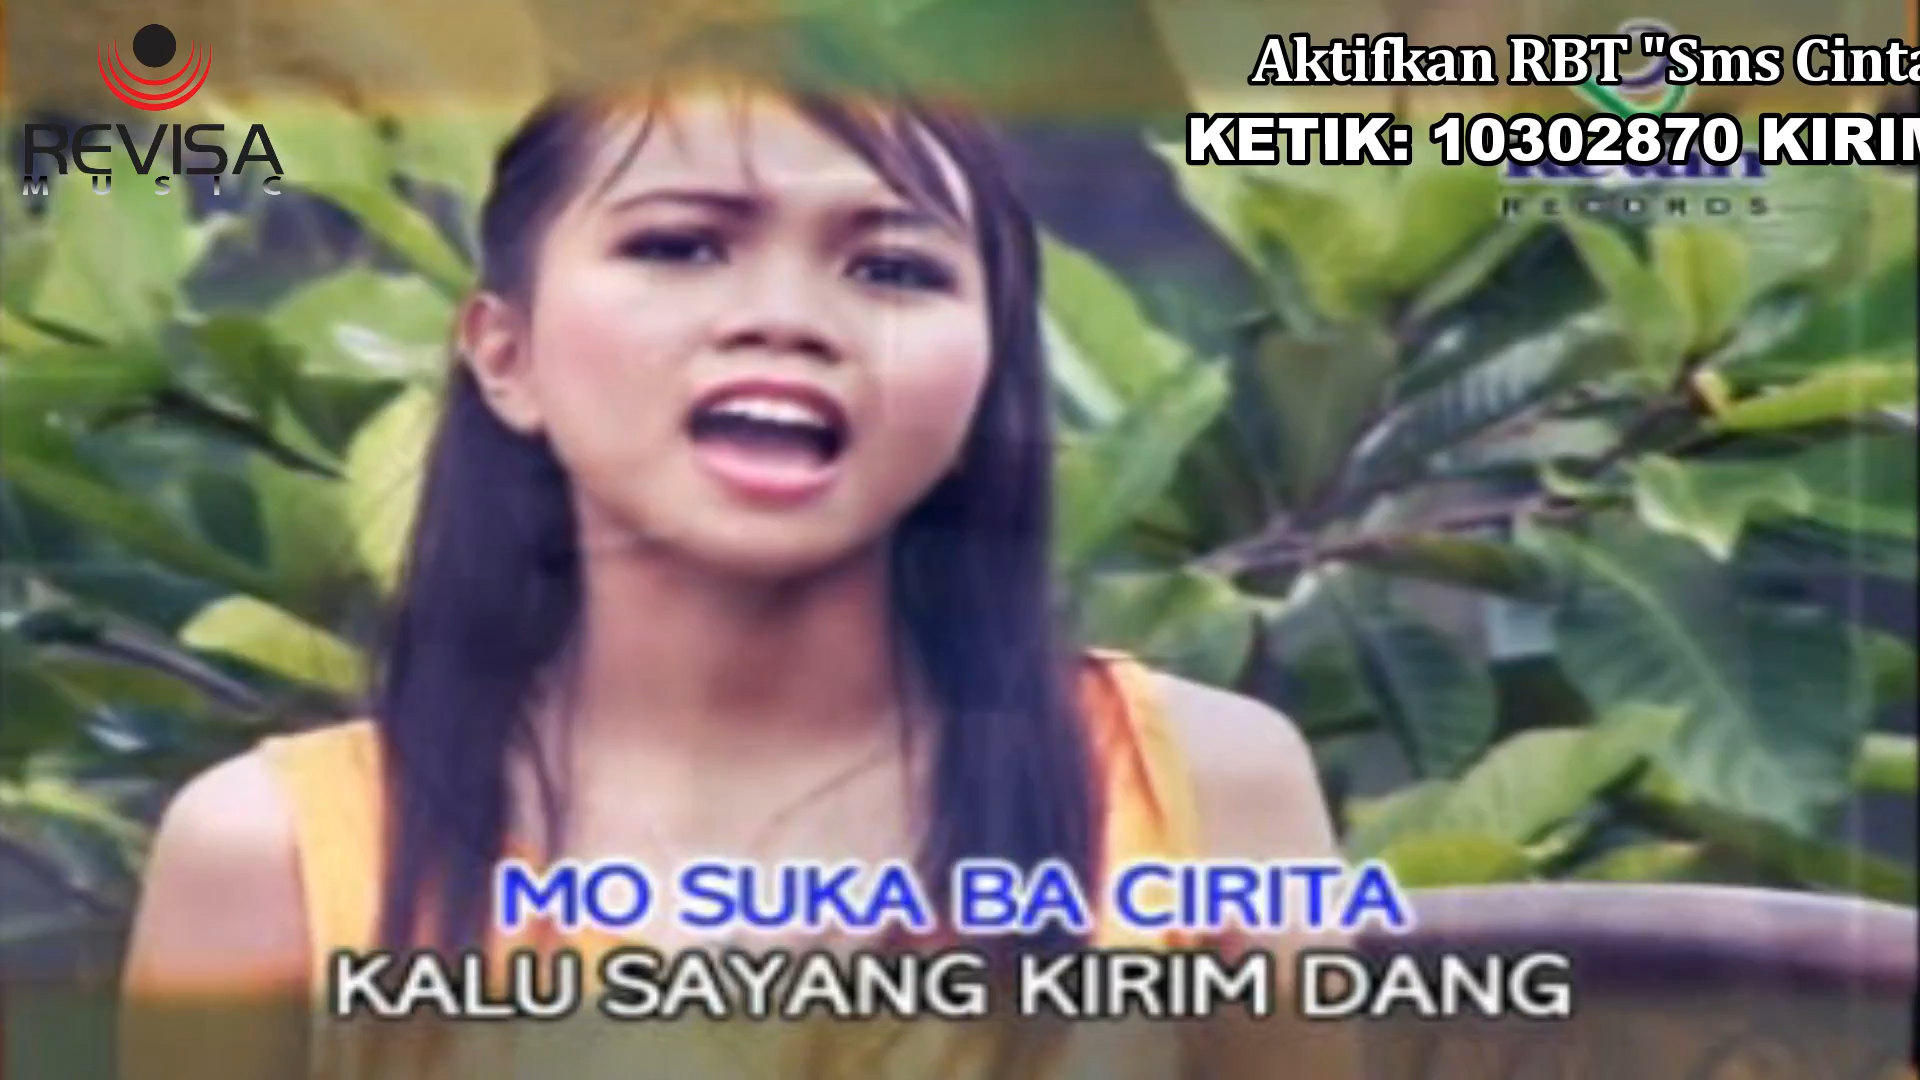 REVISA
MUSIC
Aktifkan RBT "Sms Cinta
KETIK: 10302870 KIRIM
RECORDS
MO SUKA BA CIRITA
KALU SAYANG KIRIM DANG